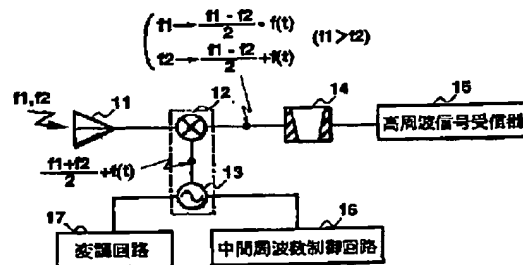 f1 → f1 - f2 / 2 - f(t)
(f1>f2)
f2 → f1 - f2 / 2 + f(t)
f1,f2
11
12
14
15
高周波信号受信機
f1+f2 / 2 + f(t)
13
17
変調回路
16
中間周波数制御回路